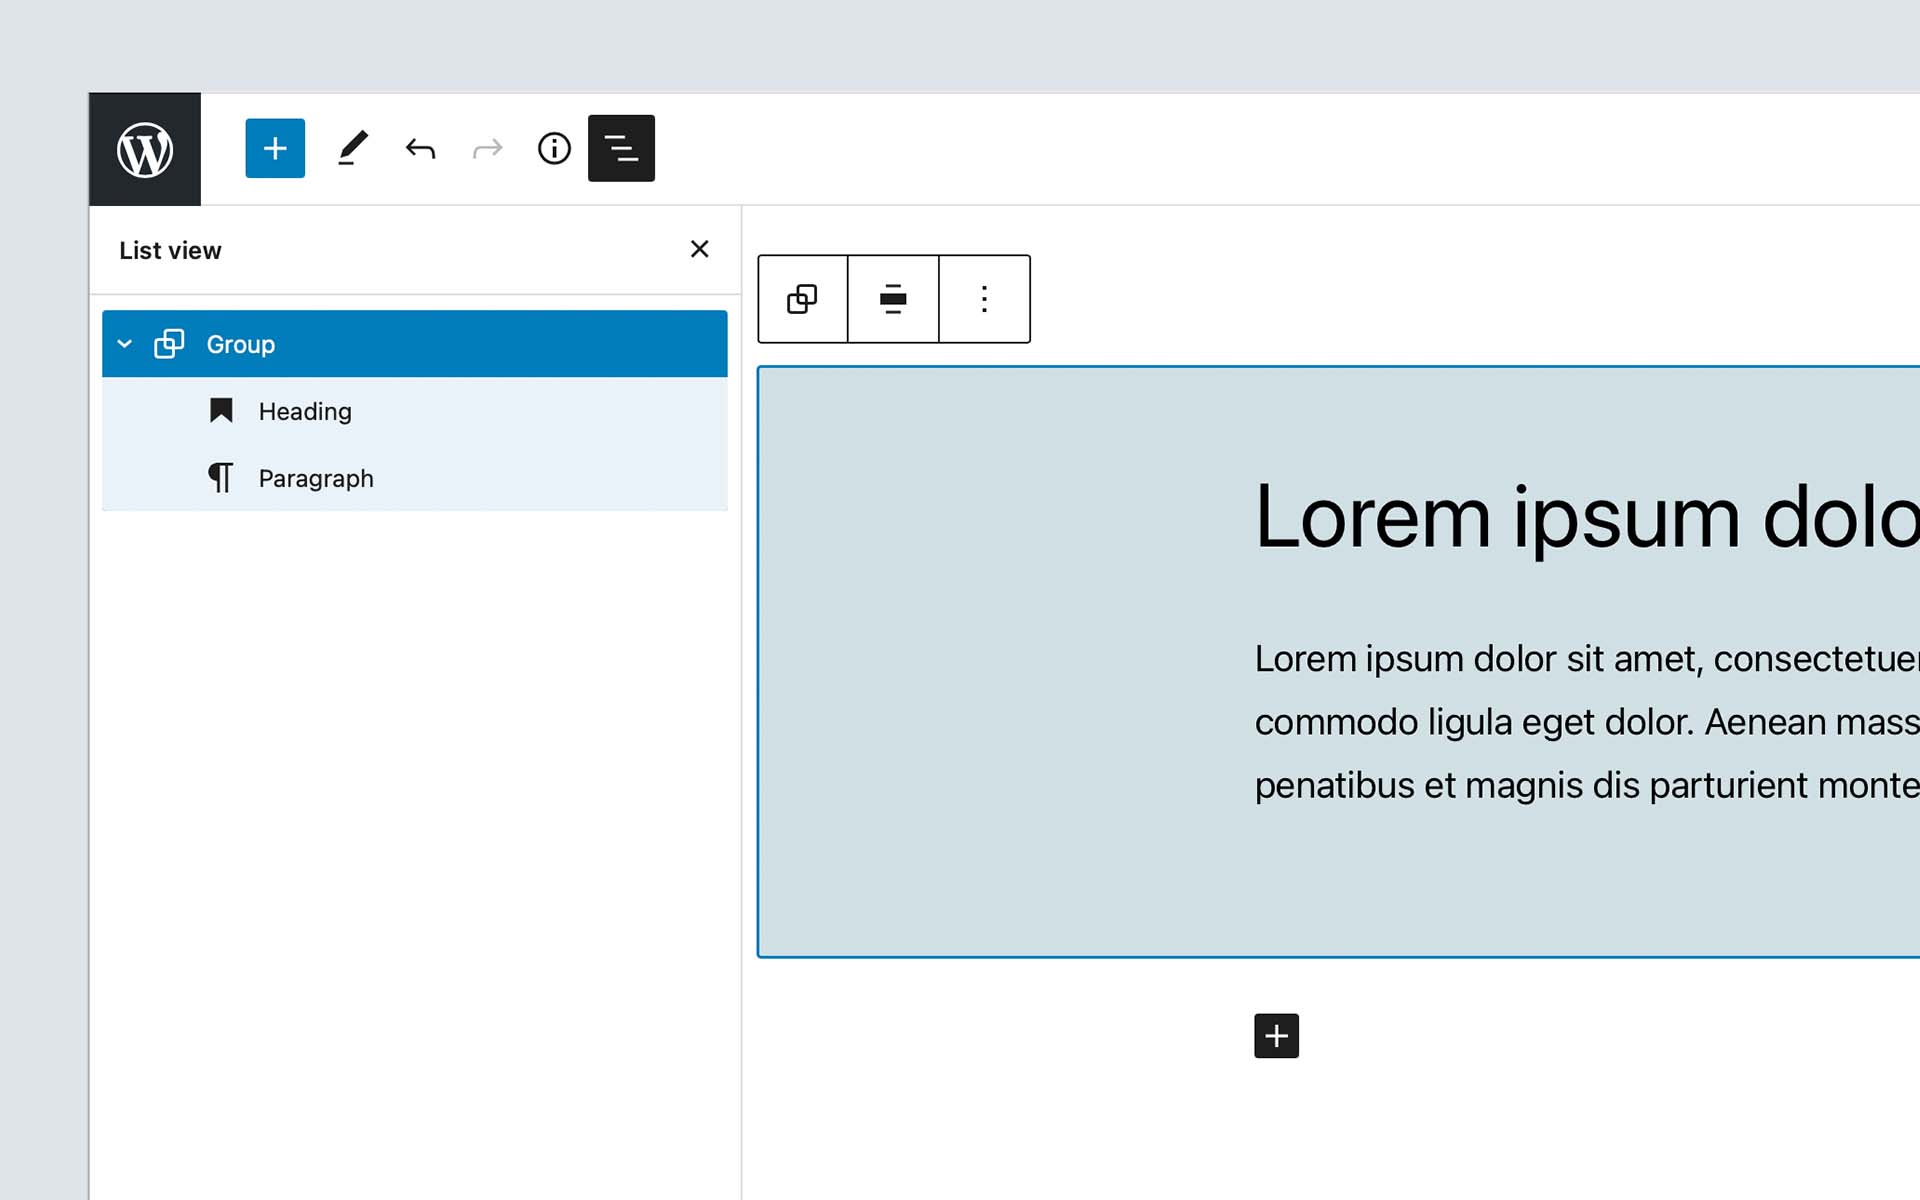 List view
Group
Heading
Paragraph
Lorem ipsum dolo
Lorem ipsum dolor sit amet, consectetuer
commodo ligula eget dolor. Aenean mass
penatibus et magnis dis parturient monte